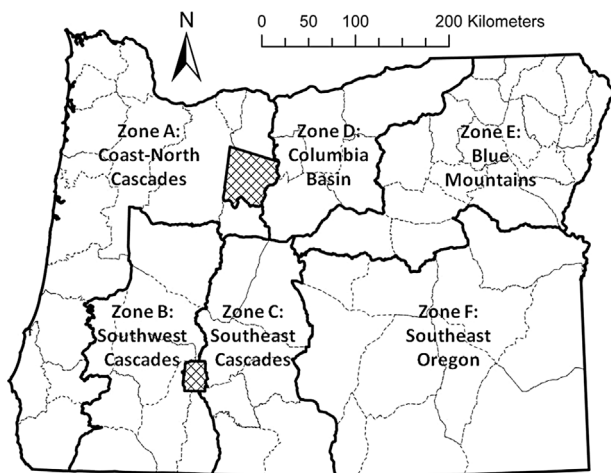 N
0 50 100 200 Kilometers
Zone A:
Coast-North
Cascades
Zone D:
Columbia
Basin
Zone E:
Blue
Mountains
Zone B:
Southwest
Cascades
Zone C:
Southeast
Cascades
Zone F:
Southeast
Oregon